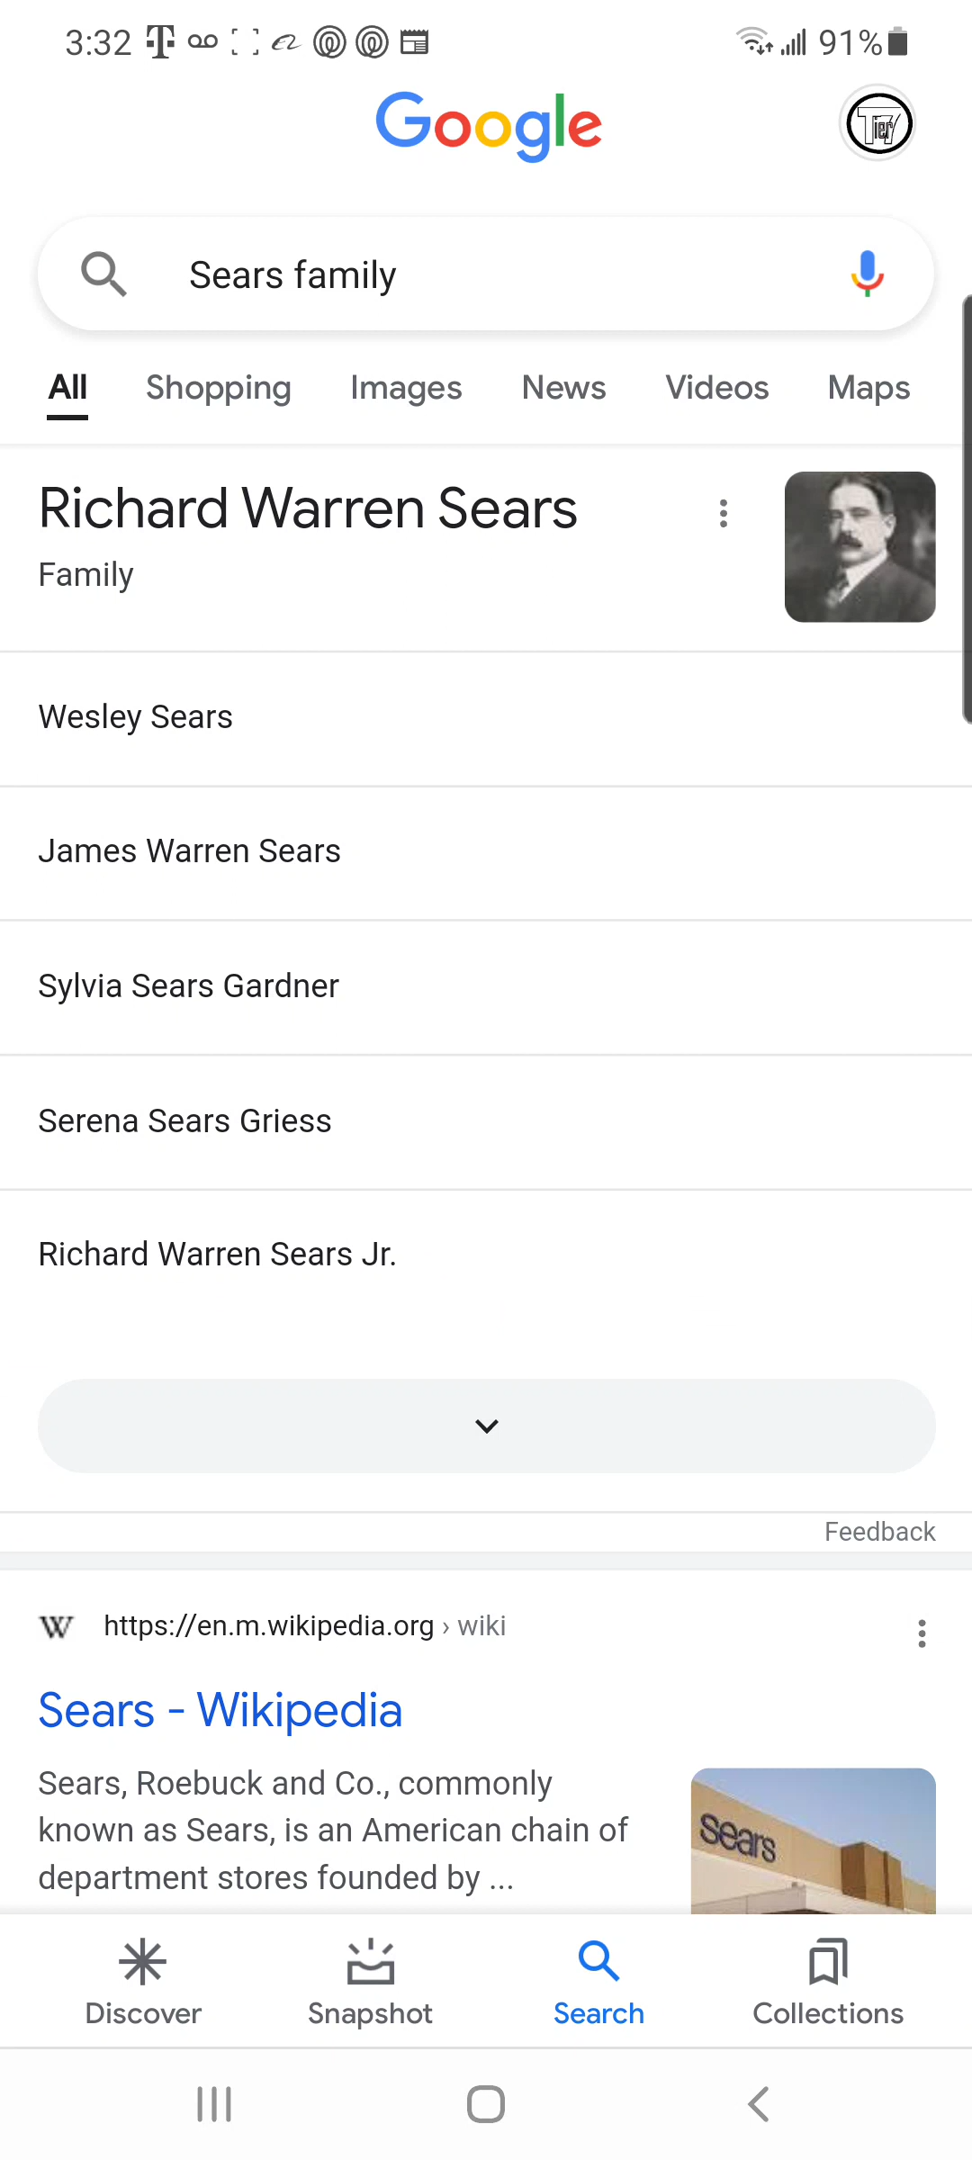 3:32 91%
Google
Tier7
Sears family
All Shopping Images News Videos Maps
Richard Warren Sears
Family
Wesley Sears
James Warren Sears
Sylvia Sears Gardner
Serena Sears Griess
Richard Warren Sears Jr.
Feedback
W https://en.m.wikipedia.org › wiki
Sears - Wikipedia
Sears, Roebuck and Co., commonly
known as Sears, is an American chain of
department stores founded by ...
Sears
Discover Snapshot Search Collections